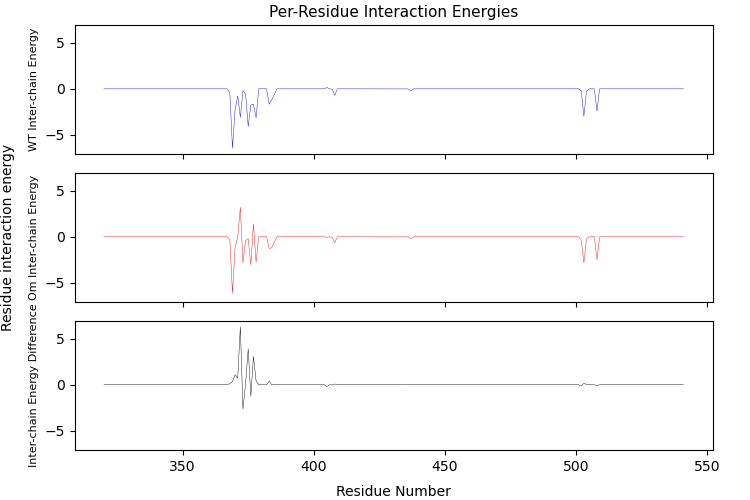 Per-Residue Interaction Energies
Residue interaction energy
WT Inter-chain Energy
5
0
−5
Om Inter-chain Energy
5
0
−5
Inter-chain Energy Difference
5
0
−5
350
400
450
500
550
Residue Number